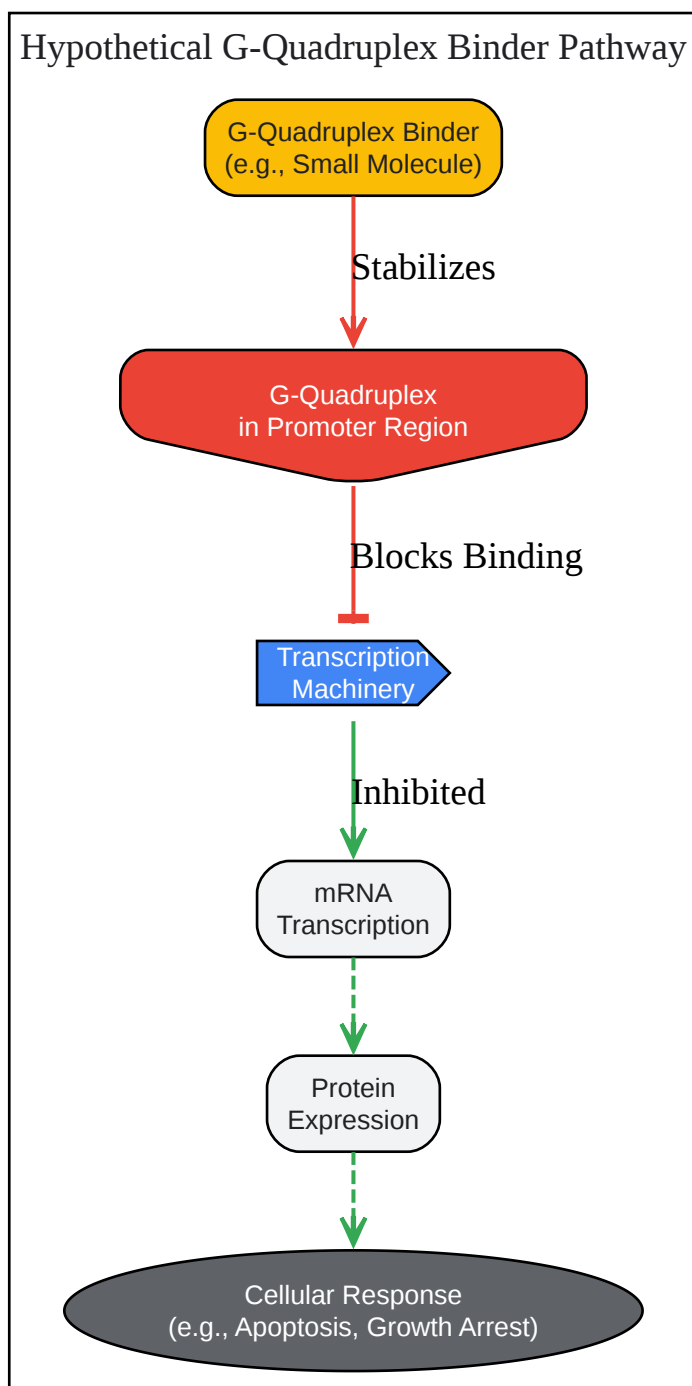 Hypothetical G-Quadruplex Binder Pathway
G-Quadruplex Binder
(e.g., Small Molecule)
Stabilizes
G-Quadruplex
in Promoter Region
Blocks Binding
Transcription
Machinery
Inhibited
mRNA
Transcription
Protein
Expression
Cellular Response
(e.g., Apoptosis, Growth Arrest)